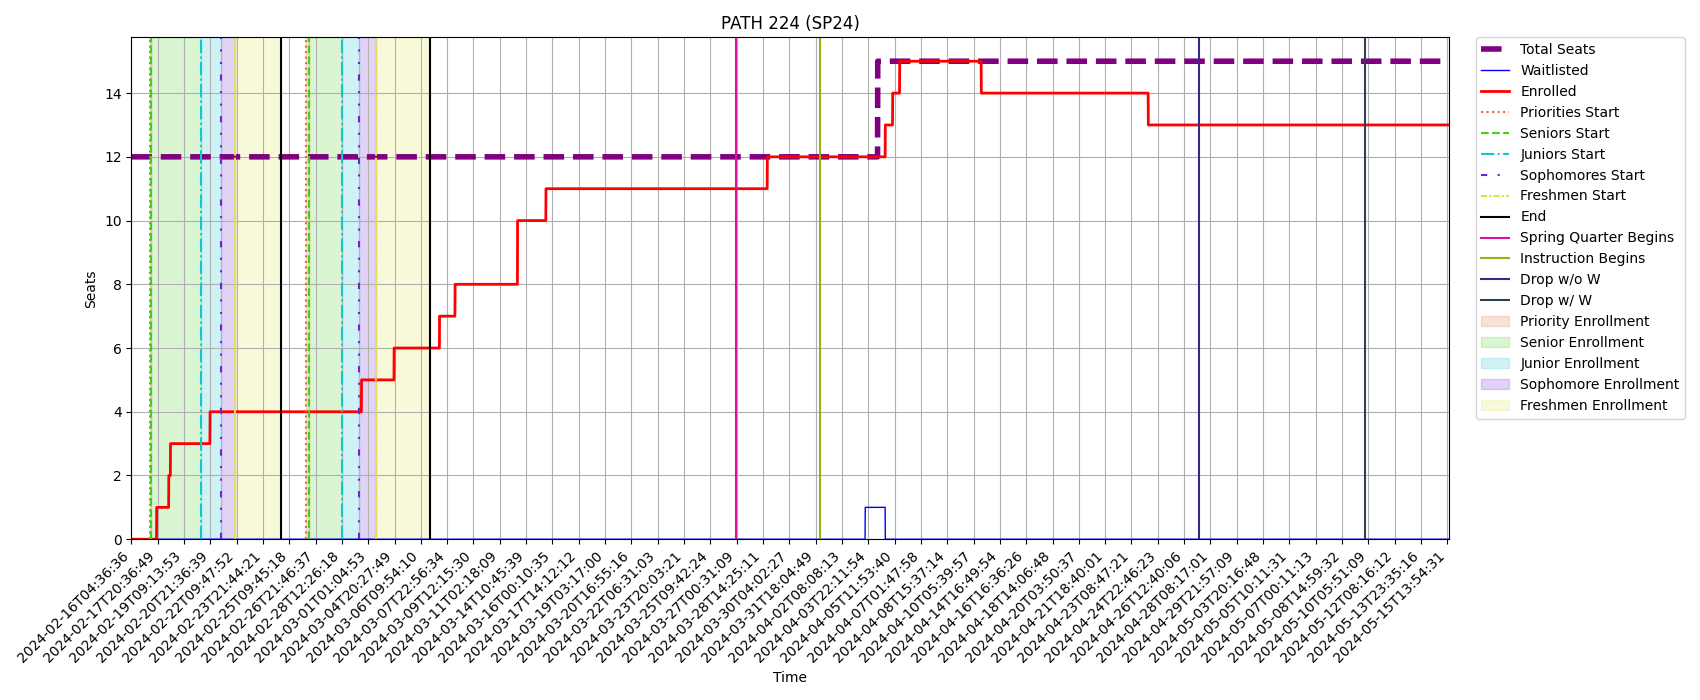 PATH 224 (SP24)
Seats
14
12
10
8
6
4
2
0
2024-02-16T04:36:36
2024-02-17T20:36:49
2024-02-19T09:13:53
2024-02-20T21:36:39
2024-02-22T09:47:52
2024-02-23T21:44:21
2024-02-25T09:45:18
2024-02-26T21:46:37
2024-02-28T12:26:18
2024-03-01T01:04:53
2024-03-04T20:27:49
2024-03-06T09:54:10
2024-03-07T22:56:34
2024-03-09T12:15:30
2024-03-11T02:18:09
2024-03-14T10:45:39
2024-03-16T00:10:35
2024-03-17T14:12:12
2024-03-19T03:17:00
2024-03-20T16:55:16
2024-03-22T06:31:03
2024-03-23T20:03:21
2024-03-25T09:42:24
2024-03-27T00:31:09
2024-03-28T14:25:11
2024-03-30T04:02:27
2024-03-31T18:04:49
2024-04-02T08:08:13
2024-04-03T22:11:54
2024-04-05T11:53:40
2024-04-07T01:47:58
2024-04-08T15:37:14
2024-04-10T05:39:57
2024-04-14T16:49:54
2024-04-16T16:36:26
2024-04-18T14:06:48
2024-04-20T03:50:37
2024-04-21T18:40:01
2024-04-23T08:47:21
2024-04-24T22:46:23
2024-04-26T12:40:06
2024-04-28T08:17:01
2024-04-29T21:57:09
2024-05-03T20:16:48
2024-05-05T10:11:31
2024-05-07T00:11:13
2024-05-08T14:59:32
2024-05-10T05:51:09
2024-05-12T08:16:12
2024-05-13T23:35:16
2024-05-15T13:54:31
Time
Total Seats
Waitlisted
Enrolled
Priorities Start
Seniors Start
Juniors Start
Sophomores Start
Freshmen Start
End
Spring Quarter Begins
Instruction Begins
Drop w/o W
Drop w/ W
Priority Enrollment
Senior Enrollment
Junior Enrollment
Sophomore Enrollment
Freshmen Enrollment